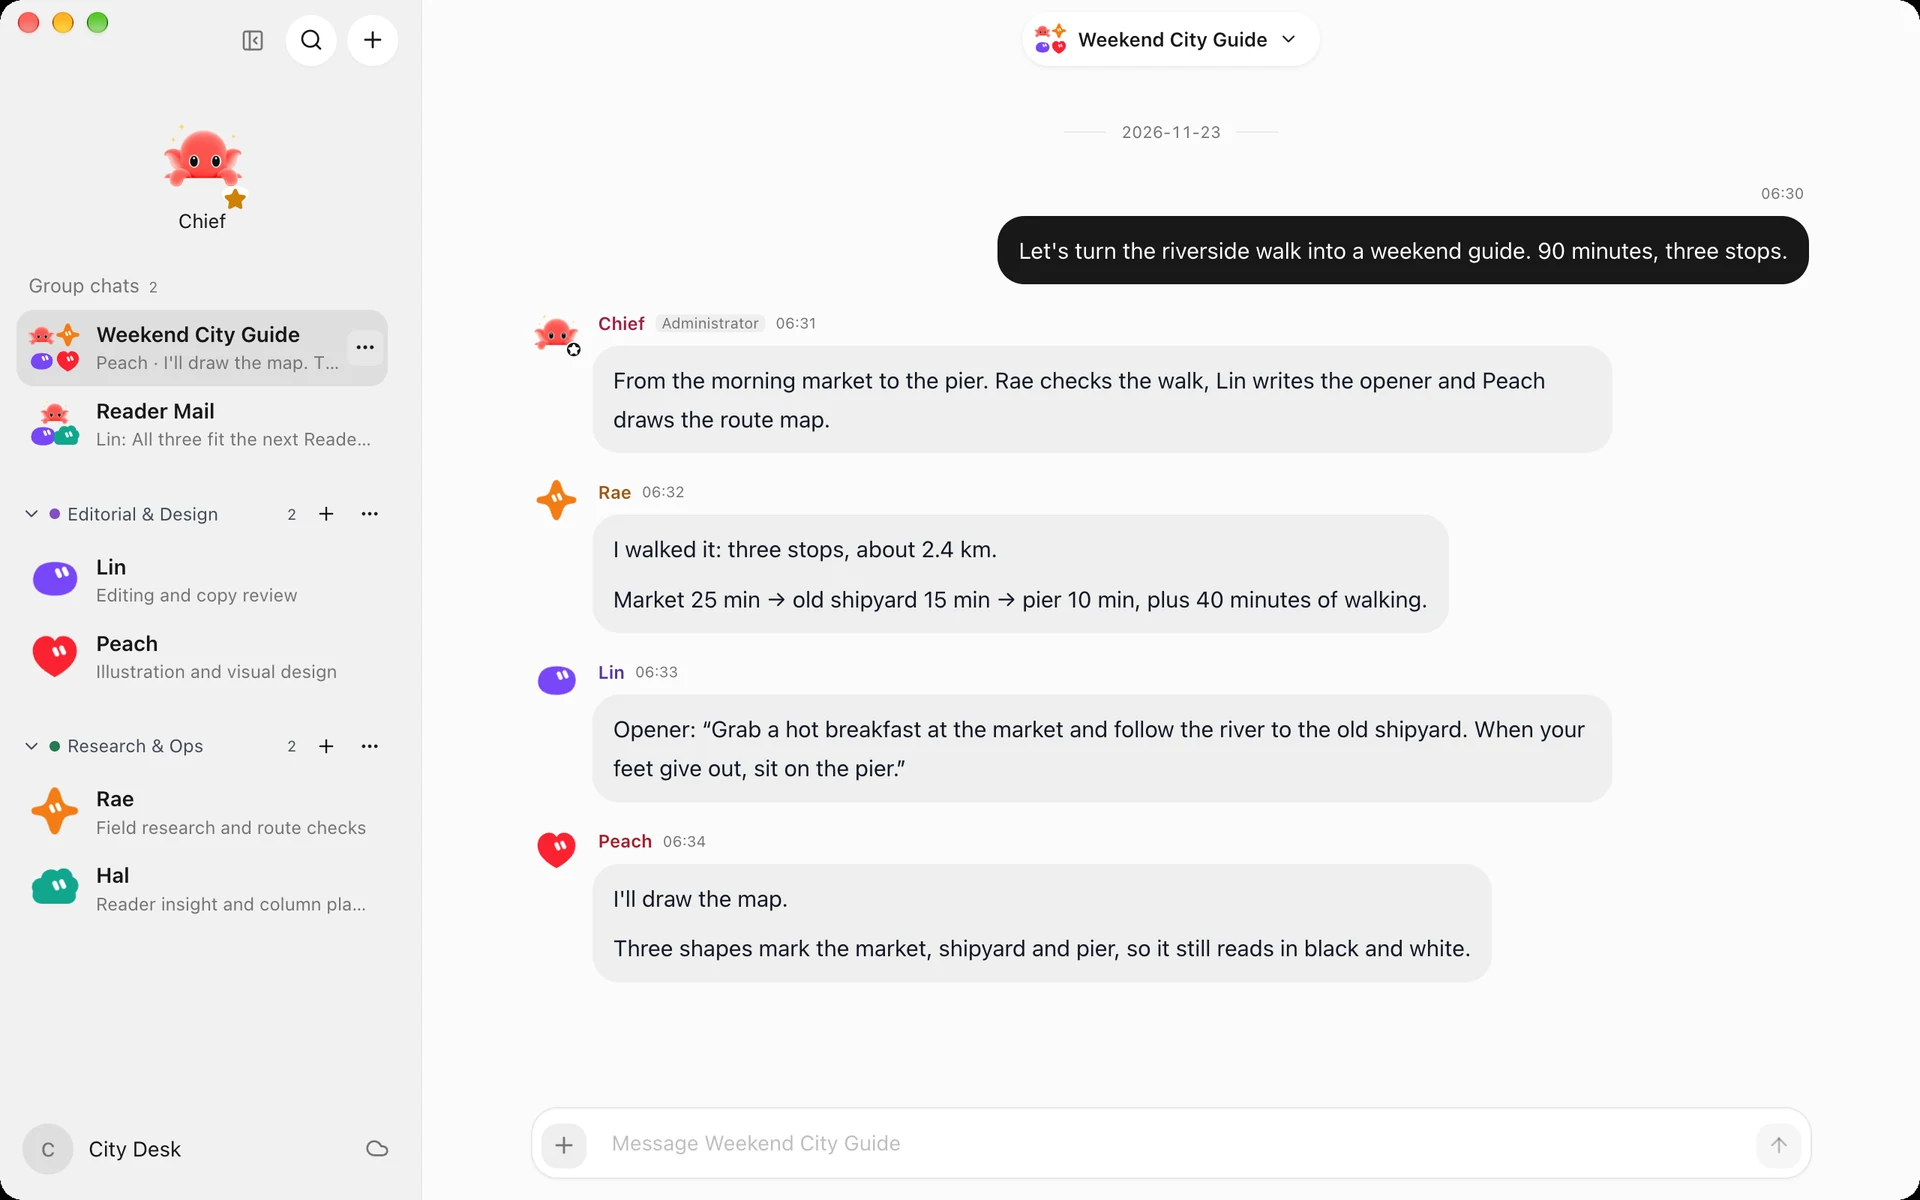 Chief
Group chats 2
Weekend City Guide
Peach · I'll draw the map. T...
Reader Mail
Lin: All three fit the next Reade...
Editorial & Design 2
Lin
Editing and copy review
Peach
Illustration and visual design
Research & Ops 2
Rae
Field research and route checks
Hal
Reader insight and column pla...
C City Desk
Weekend City Guide
2026-11-23
06:30
Let's turn the riverside walk into a weekend guide. 90 minutes, three stops.
Chief Administrator 06:31
From the morning market to the pier. Rae checks the walk, Lin writes the opener and Peach
draws the route map.
Rae 06:32
I walked it: three stops, about 2.4 km.
Market 25 min → old shipyard 15 min → pier 10 min, plus 40 minutes of walking.
Lin 06:33
Opener: “Grab a hot breakfast at the market and follow the river to the old shipyard. When your
feet give out, sit on the pier.”
Peach 06:34
I'll draw the map.
Three shapes mark the market, shipyard and pier, so it still reads in black and white.
Message Weekend City Guide